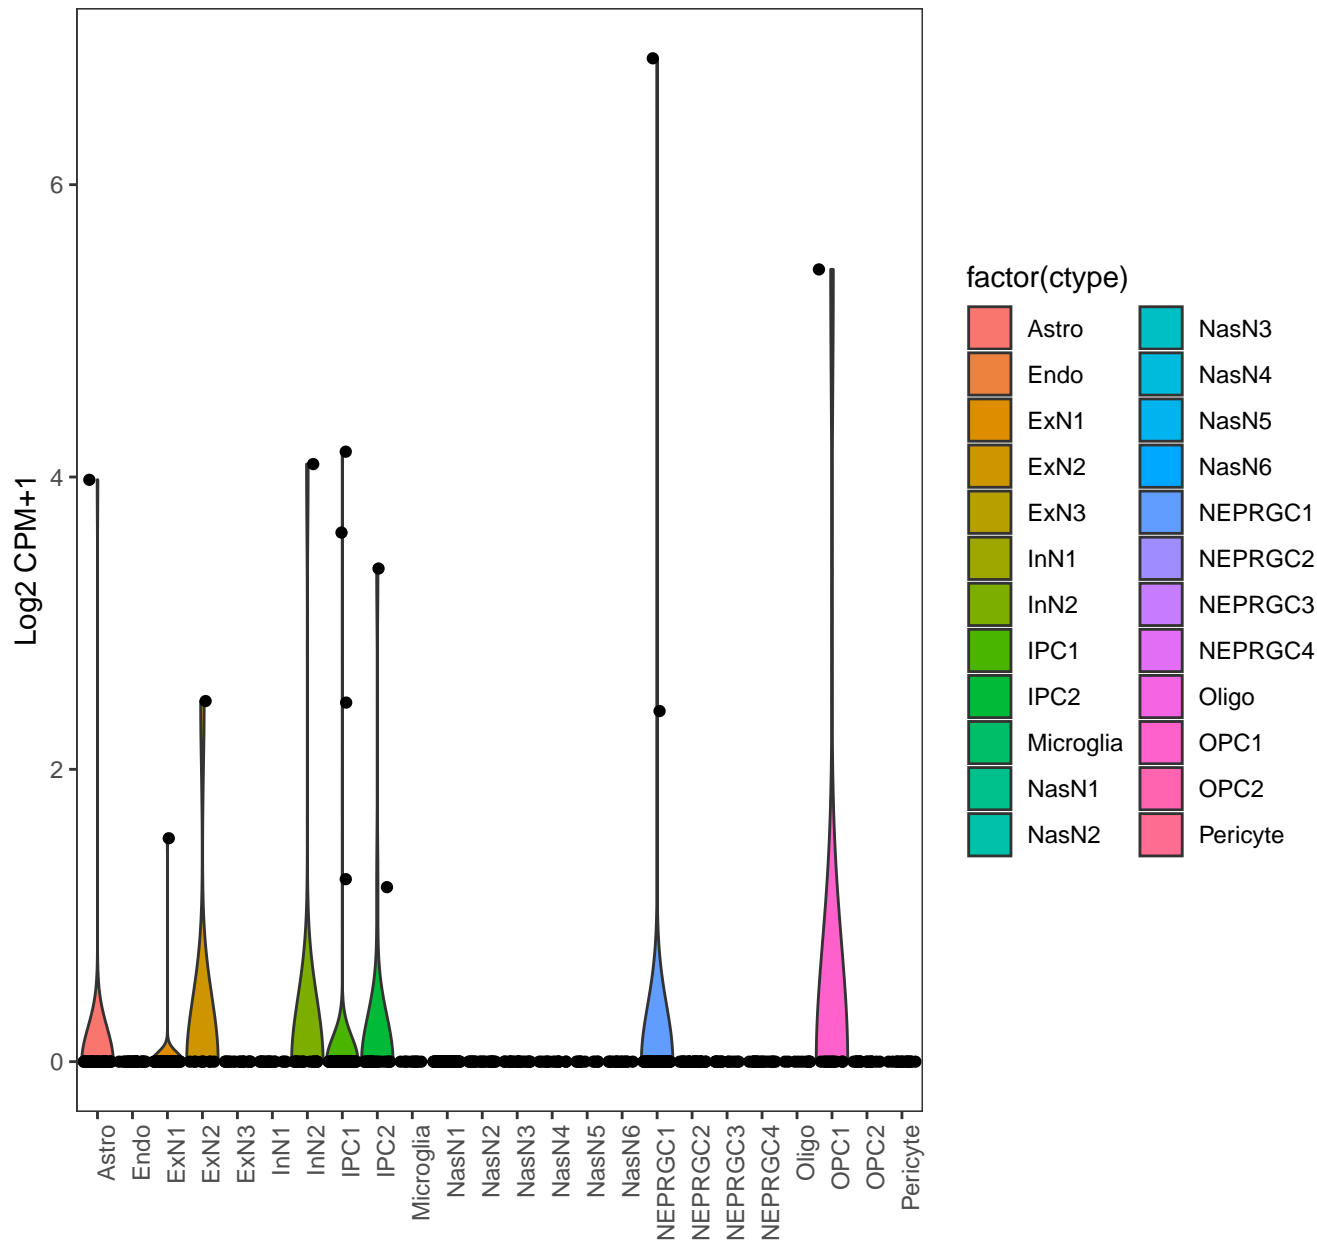 6
4
2
0
Log2 CPM+1
Astro
Endo
ExN1
ExN2
ExN3
InN1
InN2
IPC1
IPC2
Microglia
NasN1
NasN2
NasN3
NasN4
NasN5
NasN6
NEPRGC1
NEPRGC2
NEPRGC3
NEPRGC4
Oligo
OPC1
OPC2
Pericyte
factor(ctype)
Astro
Endo
ExN1
ExN2
ExN3
InN1
InN2
IPC1
IPC2
Microglia
NasN1
NasN2
NasN3
NasN4
NasN5
NasN6
NEPRGC1
NEPRGC2
NEPRGC3
NEPRGC4
Oligo
OPC1
OPC2
Pericyte